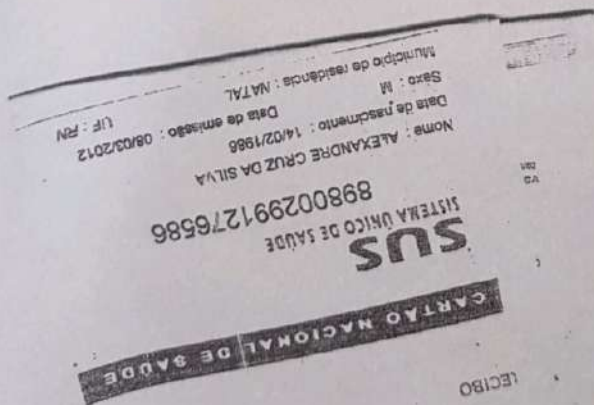 RECIBO
CARTÃO NACIONAL DE SAÚDE
SUS
SISTEMA ÚNICO DE SAÚDE
898002991276586
Nome : ALEXANDRE CRUZ DA SILVA
Data de nascimento : 14/02/1986
Sexo : M Data de emissão : 08/03/2012
Município de residência : NATAL UF : RN